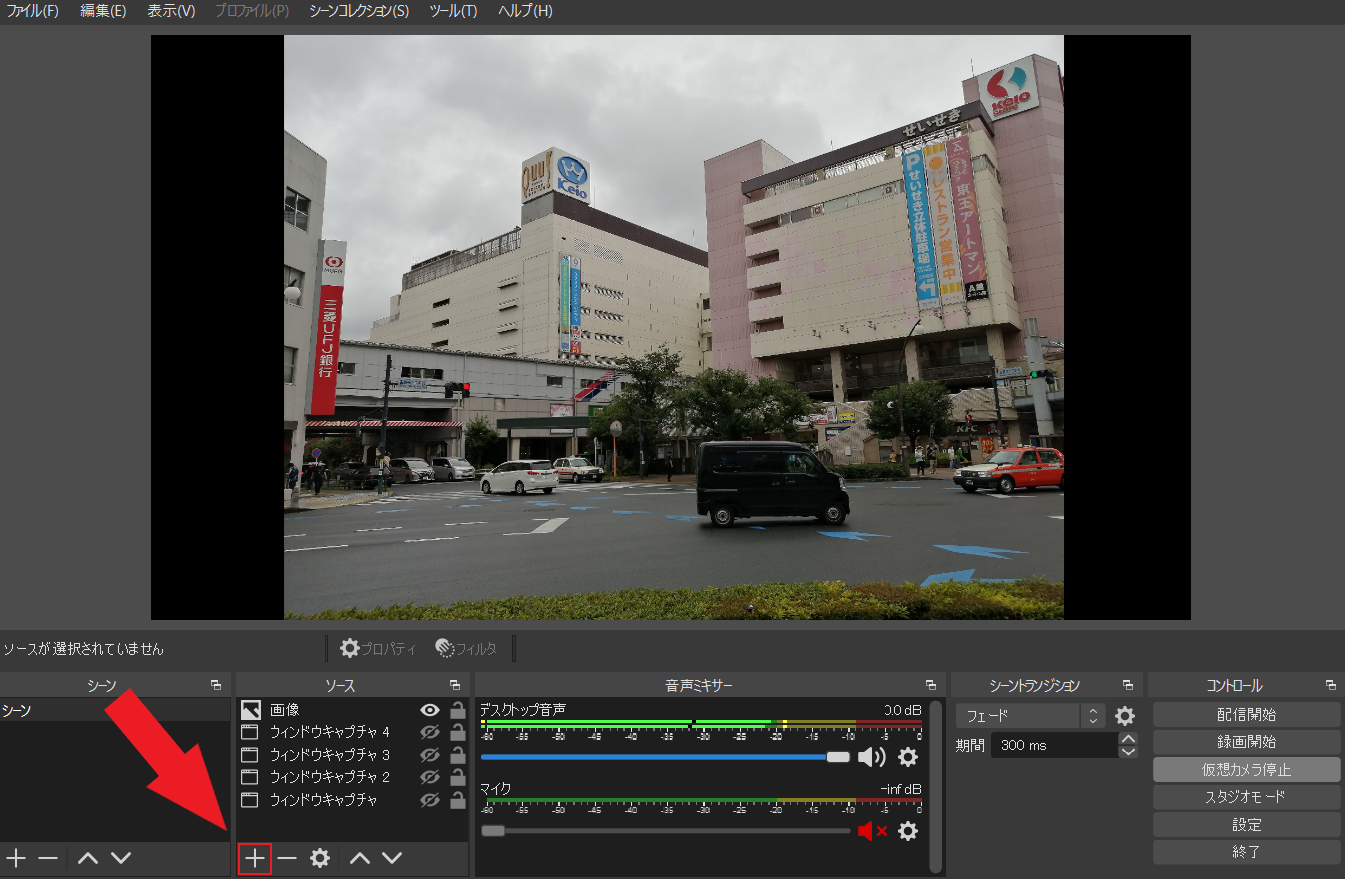 ファイル(F) 編集(E) 表示(V) プロファイル(P) シーンコレクション(S) ツール(T) ヘルプ(H)
Keio
Keio
せいせき
P せいせき立体駐車場
レストラン営業中
京王アートマン
A館
MUFG
三菱UFJ銀行
KFC
ソースが選択されていません プロパティ フィルタ
シーン
シーン
ソース
画像
ウィンドウキャプチャ 4
ウィンドウキャプチャ 3
ウィンドウキャプチャ 2
ウィンドウキャプチャ
音声ミキサー
デスクトップ音声 0.0 dB
-60 -55 -50 -45 -40 -35 -30 -25 -20 -15 -10 -5 0
マイク -inf dB
-60 -55 -50 -45 -40 -35 -30 -25 -20 -15 -10 -5 0
シーントランジション
フェード
期間 300 ms
コントロール
配信開始
録画開始
仮想カメラ停止
スタジオモード
設定
終了